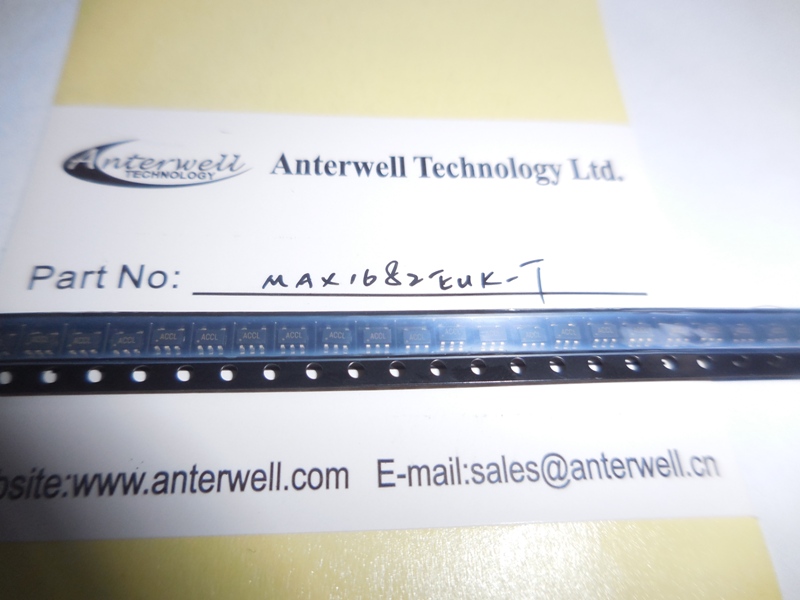 Anterwell TECHNOLOGY
Anterwell Technology Ltd.
Part No: MAX1682EUK-T
ACCL ACCL ACCL ACCL ACCL ACCL ACCL ACCL
bsite:www.anterwell.com E-mail:sales@anterwell.cn